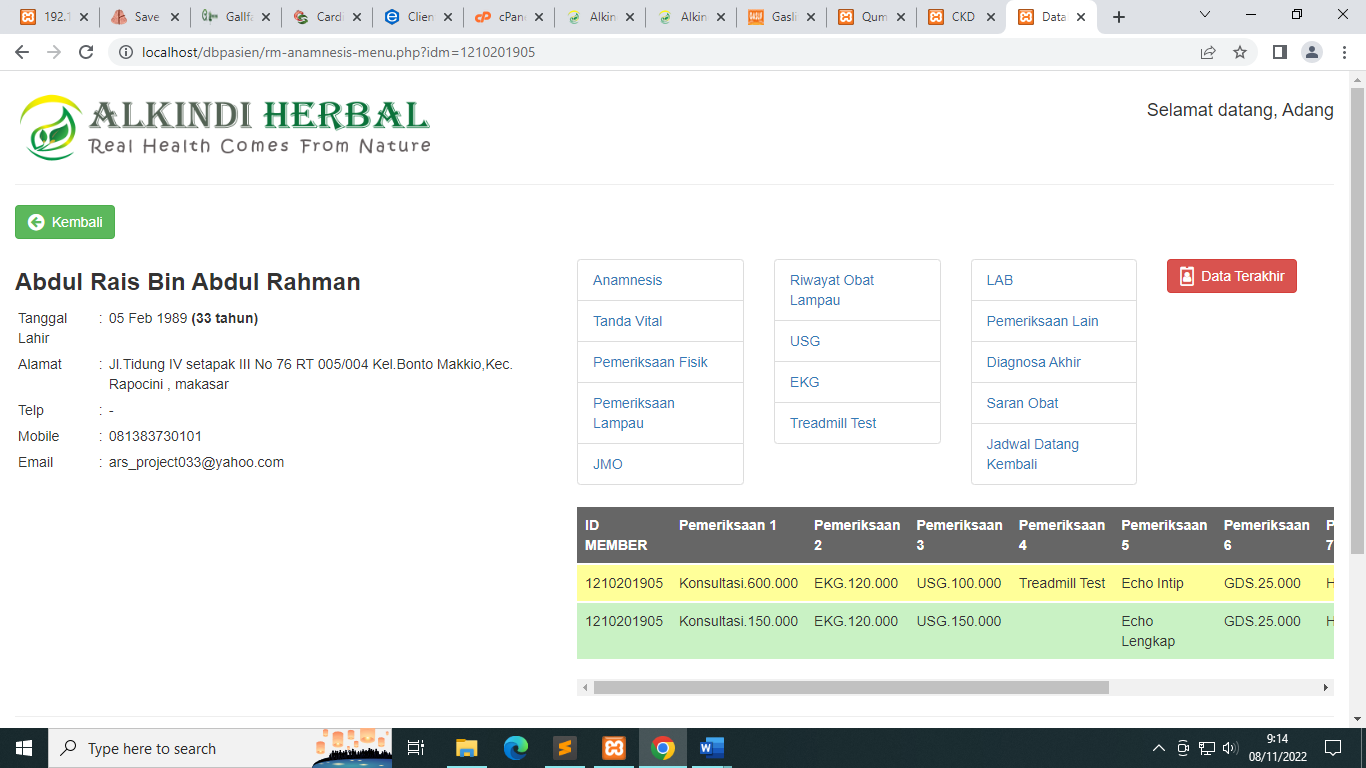 192.
Save
Gallfa
Cardi
Clien
cPan
Alkin
Alkin
Gasli
Qum
CKD
Data
localhost/dbpasien/rm-anamnesis-menu.php?idm=1210201905
ALKINDI HERBAL
Real Health Comes From Nature
Selamat datang, Adang
Kembali
Abdul Rais Bin Abdul Rahman
Tanggal Lahir : 05 Feb 1989 (33 tahun)
Alamat : Jl.Tidung IV setapak III No 76 RT 005/004 Kel.Bonto Makkio,Kec.
Rapocini , makasar
Telp : -
Mobile : 081383730101
Email : ars_project033@yahoo.com
Anamnesis
Tanda Vital
Pemeriksaan Fisik
Pemeriksaan
Lampau
JMO
Riwayat Obat
Lampau
USG
EKG
Treadmill Test
LAB
Pemeriksaan Lain
Diagnosa Akhir
Saran Obat
Jadwal Datang
Kembali
Data Terakhir
ID MEMBER Pemeriksaan 1 Pemeriksaan 2 Pemeriksaan 3 Pemeriksaan 4 Pemeriksaan 5 Pemeriksaan 6 P 7
1210201905 Konsultasi.600.000 EKG.120.000 USG.100.000 Treadmill Test Echo Intip GDS.25.000 H
1210201905 Konsultasi.150.000 EKG.120.000 USG.150.000 Echo Lengkap GDS.25.000 H
Type here to search
9:14
08/11/2022